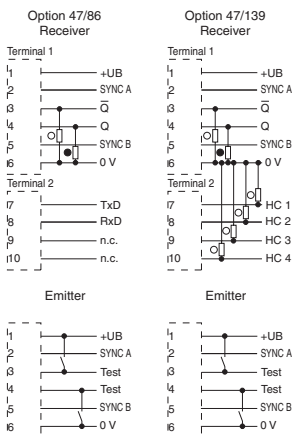 Option 47/86
Receiver
Terminal 1
1 +UB
2 SYNC A
3 Q̅
4 Q
5 SYNC B
6 0 V
Terminal 2
7 TxD
8 RxD
9 n.c.
10 n.c.
Emitter
1 +UB
2 SYNC A
3 Test
4 Test
5 SYNC B
6 0 V
Option 47/139
Receiver
Terminal 1
1 +UB
2 SYNC A
3 Q̅
4 Q
5 SYNC B
6 0 V
Terminal 2
7 HC 1
8 HC 2
9 HC 3
10 HC 4
Emitter
1 +UB
2 SYNC A
3 Test
4 Test
5 SYNC B
6 0 V